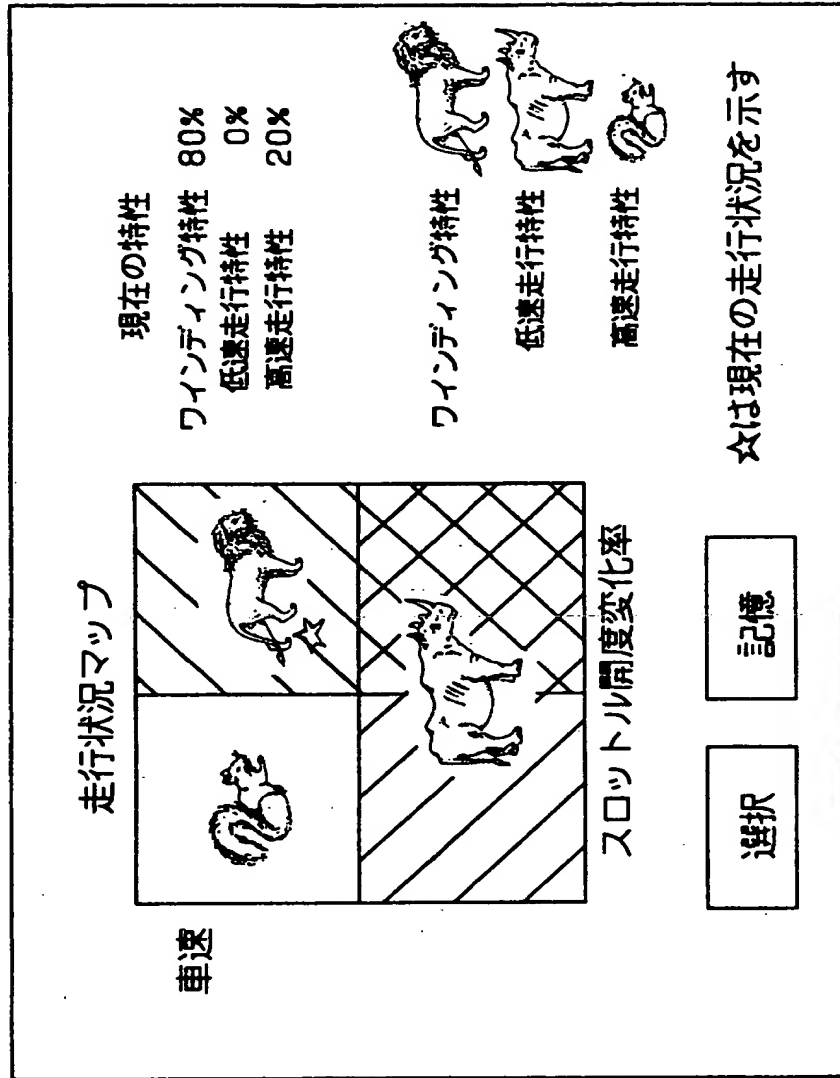 走行状況マップ
車速
スロットル開度変化率
現在の特性
ワインディング特性 80%
低速走行特性 0%
高速走行特性 20%
ワインディング特性
低速走行特性
高速走行特性
選択
記憶
☆は現在の走行状況を示す